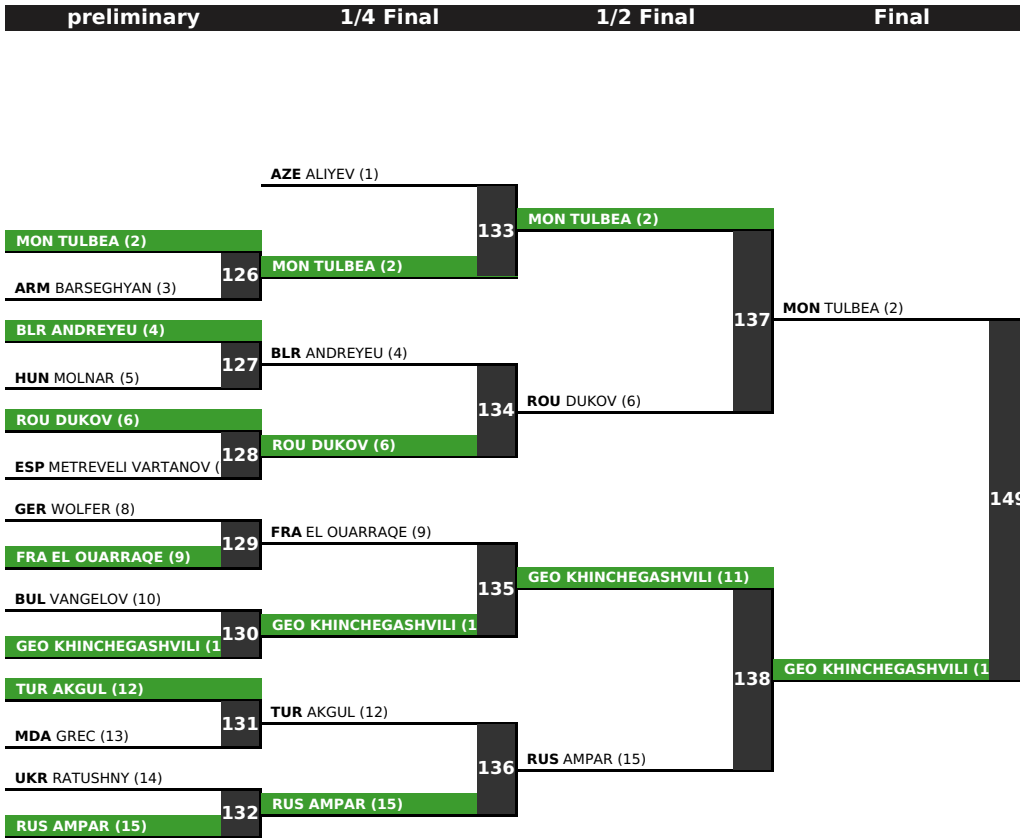 preliminary 1/4 Final 1/2 Final Final
AZE ALIYEV (1)
133
MON TULBEA (2)
MON TULBEA (2)
126
MON TULBEA (2)
ARM BARSEGHYAN (3)
137
MON TULBEA (2)
BLR ANDREYEU (4)
127
BLR ANDREYEU (4)
HUN MOLNAR (5)
134
ROU DUKOV (6)
ROU DUKOV (6)
128
ROU DUKOV (6)
ESP METREVELI VARTANOV (
149
GER WOLFER (8)
129
FRA EL OUARRAQE (9)
FRA EL OUARRAQE (9)
135
GEO KHINCHEGASHVILI (11)
BUL VANGELOV (10)
130
GEO KHINCHEGASHVILI (1
GEO KHINCHEGASHVILI (1
138
GEO KHINCHEGASHVILI (1
TUR AKGUL (12)
131
TUR AKGUL (12)
MDA GREC (13)
136
RUS AMPAR (15)
UKR RATUSHNY (14)
132
RUS AMPAR (15)
RUS AMPAR (15)